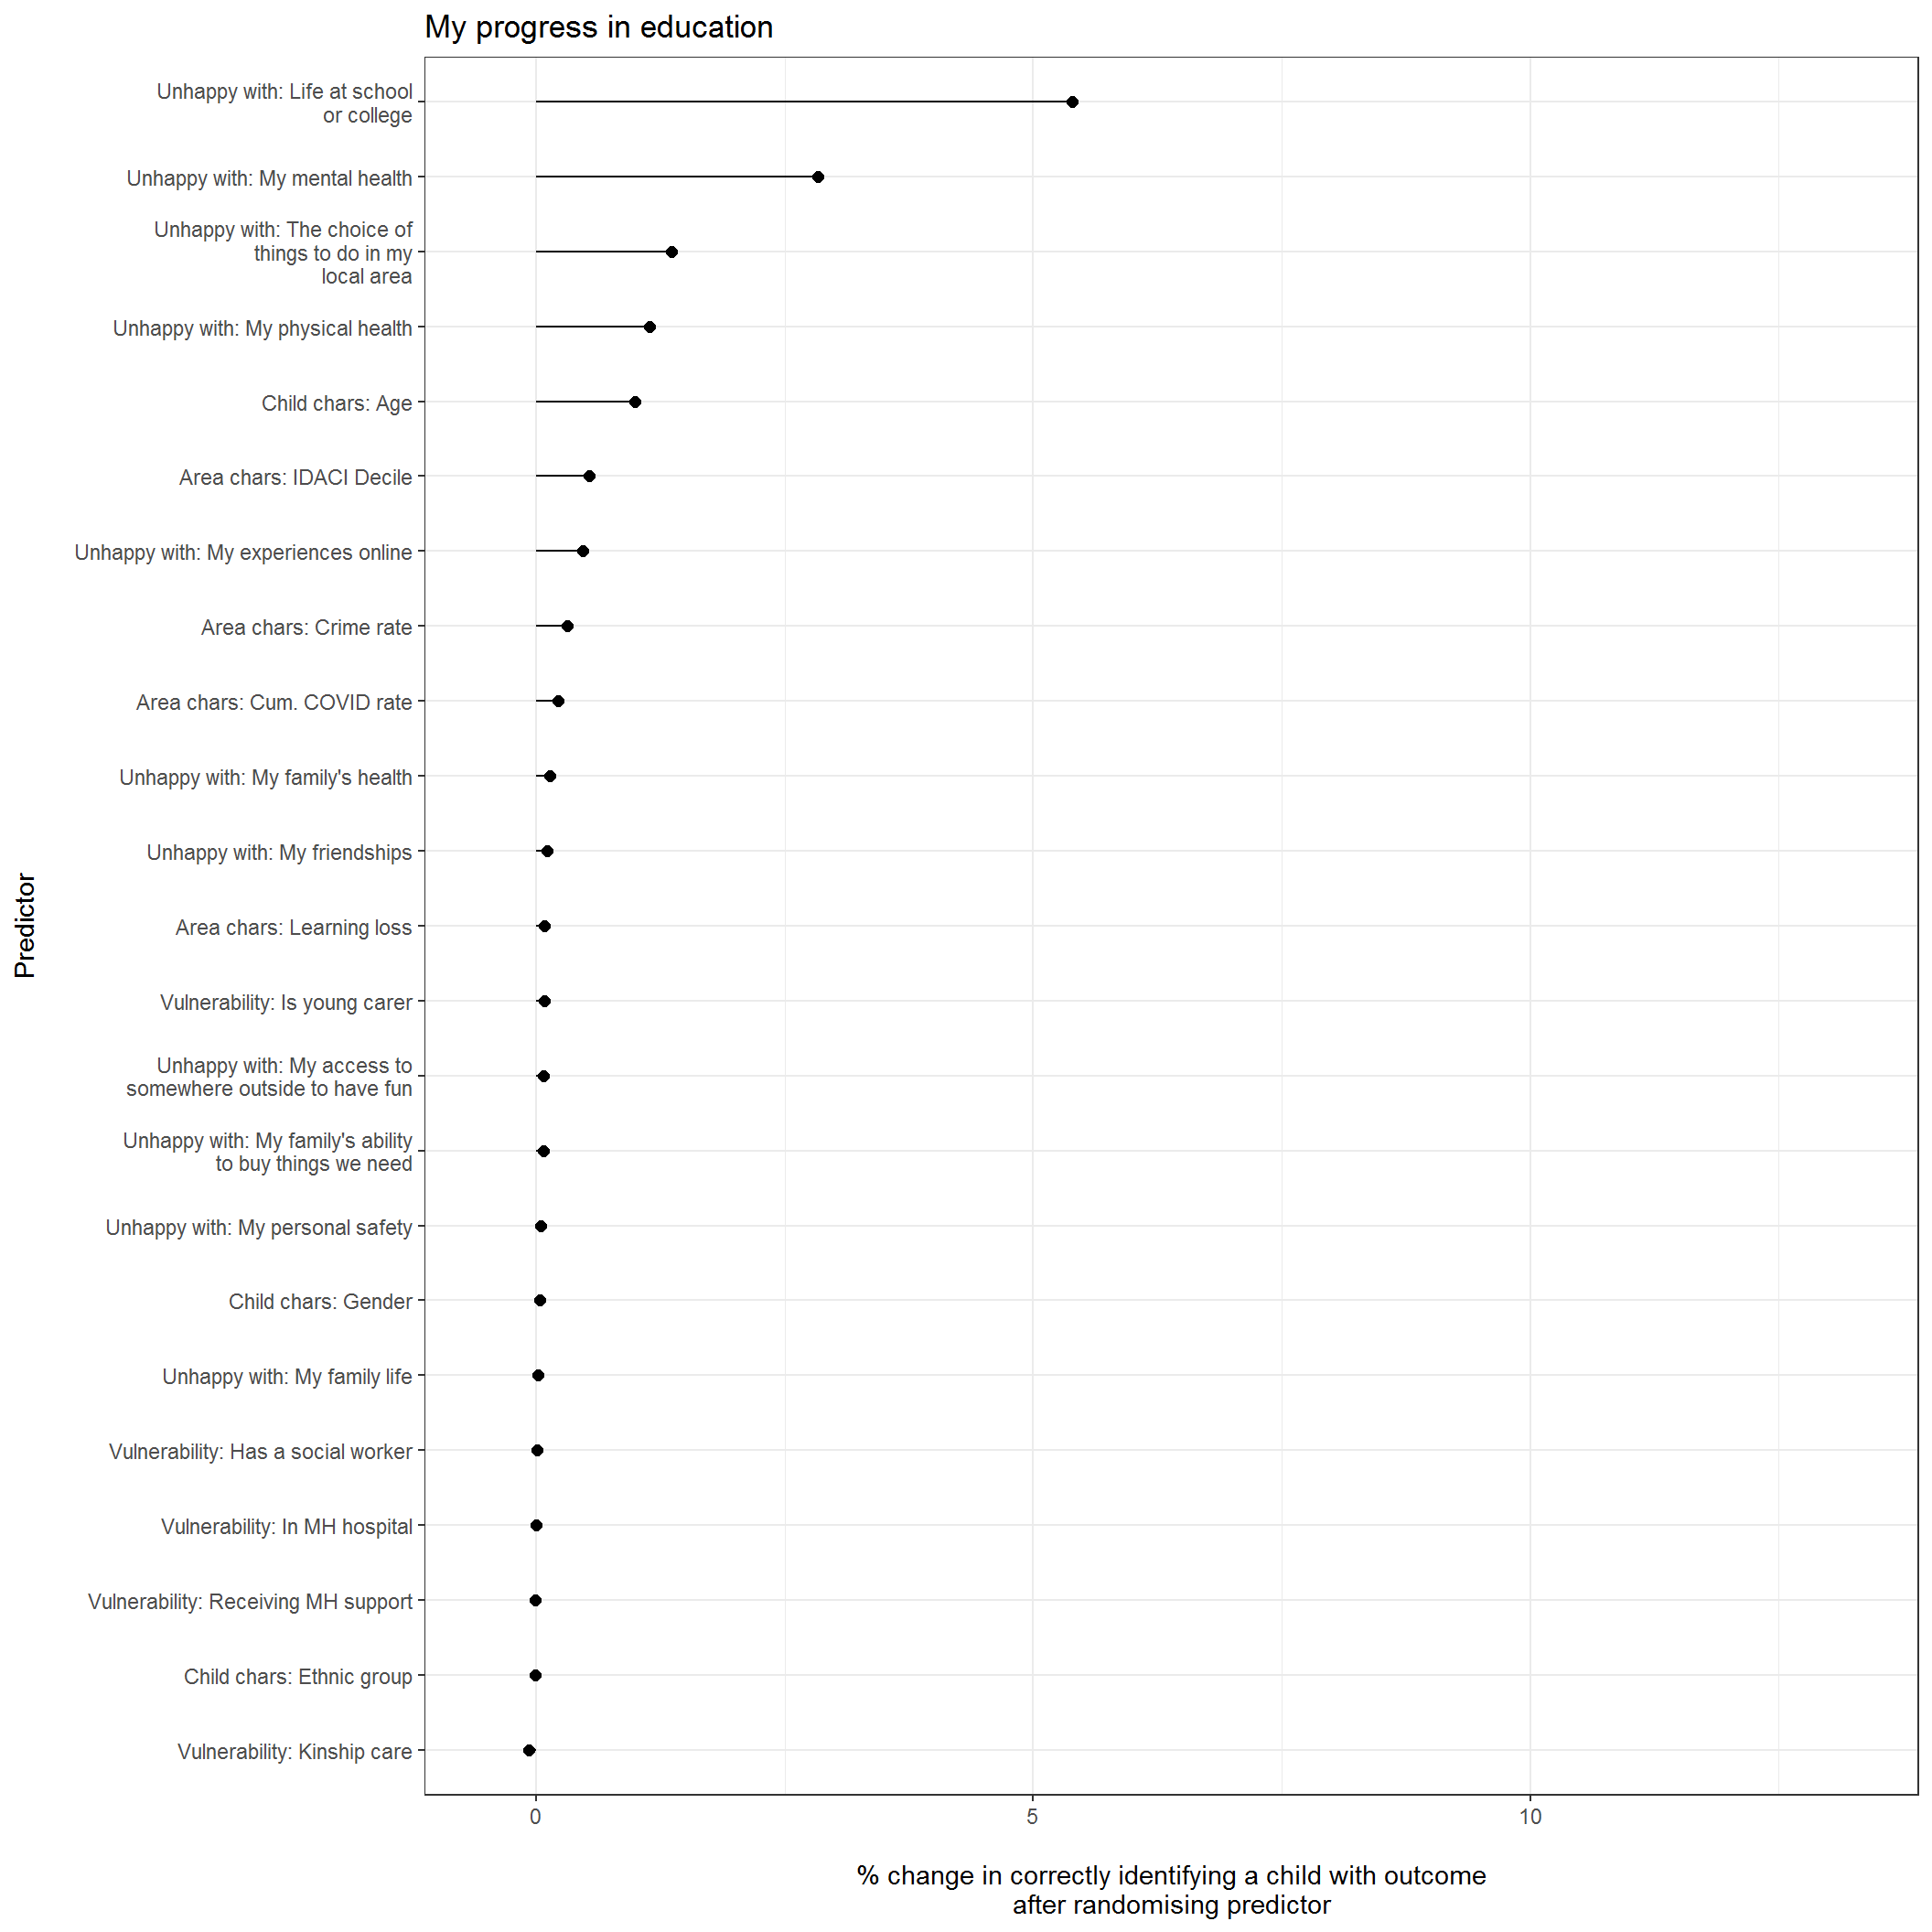 My progress in education
Unhappy with: Life at school
or college
Unhappy with: My mental health
Unhappy with: The choice of
things to do in my
local area
Unhappy with: My physical health
Child chars: Age
Area chars: IDACI Decile
Unhappy with: My experiences online
Area chars: Crime rate
Area chars: Cum. COVID rate
Unhappy with: My family's health
Unhappy with: My friendships
Area chars: Learning loss
Vulnerability: Is young carer
Unhappy with: My access to
somewhere outside to have fun
Unhappy with: My family's ability
to buy things we need
Unhappy with: My personal safety
Child chars: Gender
Unhappy with: My family life
Vulnerability: Has a social worker
Vulnerability: In MH hospital
Vulnerability: Receiving MH support
Child chars: Ethnic group
Vulnerability: Kinship care
Predictor
0 5 10
% change in correctly identifying a child with outcome
after randomising predictor